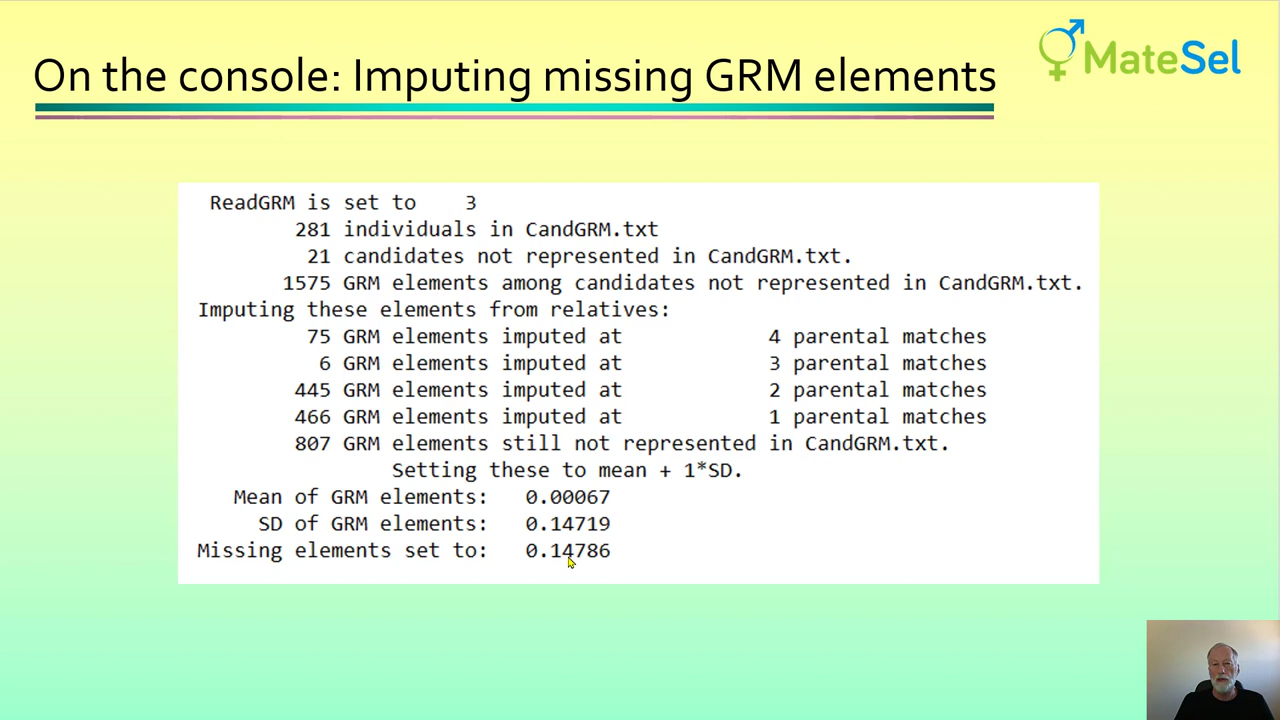 On the console: Imputing missing GRM elements
MateSel
ReadGRM is set to 3
281 individuals in CandGRM.txt
21 candidates not represented in CandGRM.txt.
1575 GRM elements among candidates not represented in CandGRM.txt.
Imputing these elements from relatives:
75 GRM elements imputed at 4 parental matches
6 GRM elements imputed at 3 parental matches
445 GRM elements imputed at 2 parental matches
466 GRM elements imputed at 1 parental matches
807 GRM elements still not represented in CandGRM.txt.
Setting these to mean + 1*SD.
Mean of GRM elements: 0.00067
SD of GRM elements: 0.14719
Missing elements set to: 0.14786